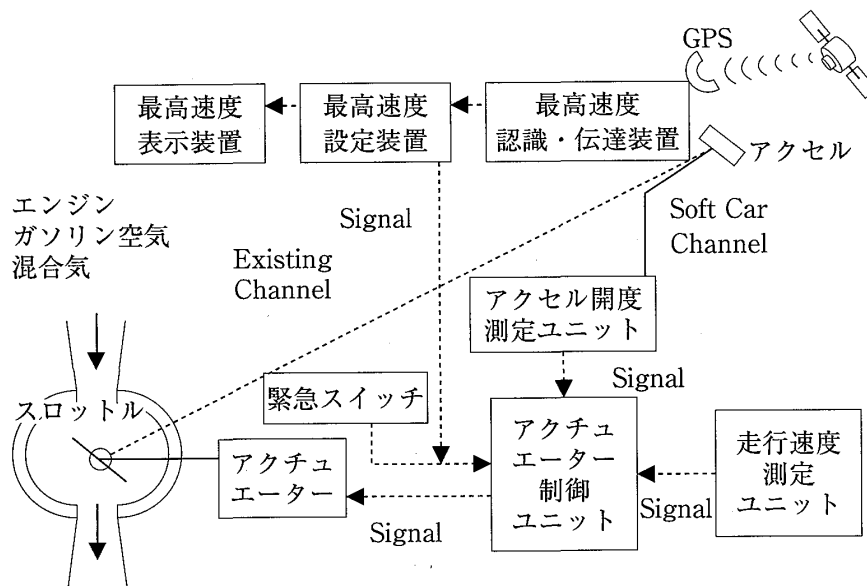 GPS
最高速度
表示装置
最高速度
設定装置
最高速度
認識・伝達装置
アクセル
エンジン
ガソリン空気
混合気
Signal
Soft Car
Channel
Existing
Channel
アクセル開度
測定ユニット
Signal
スロットル
緊急スイッチ
アクチュ
エーター
アクチュ
エーター
制御
ユニット
走行速度
測定
ユニット
Signal
Signal